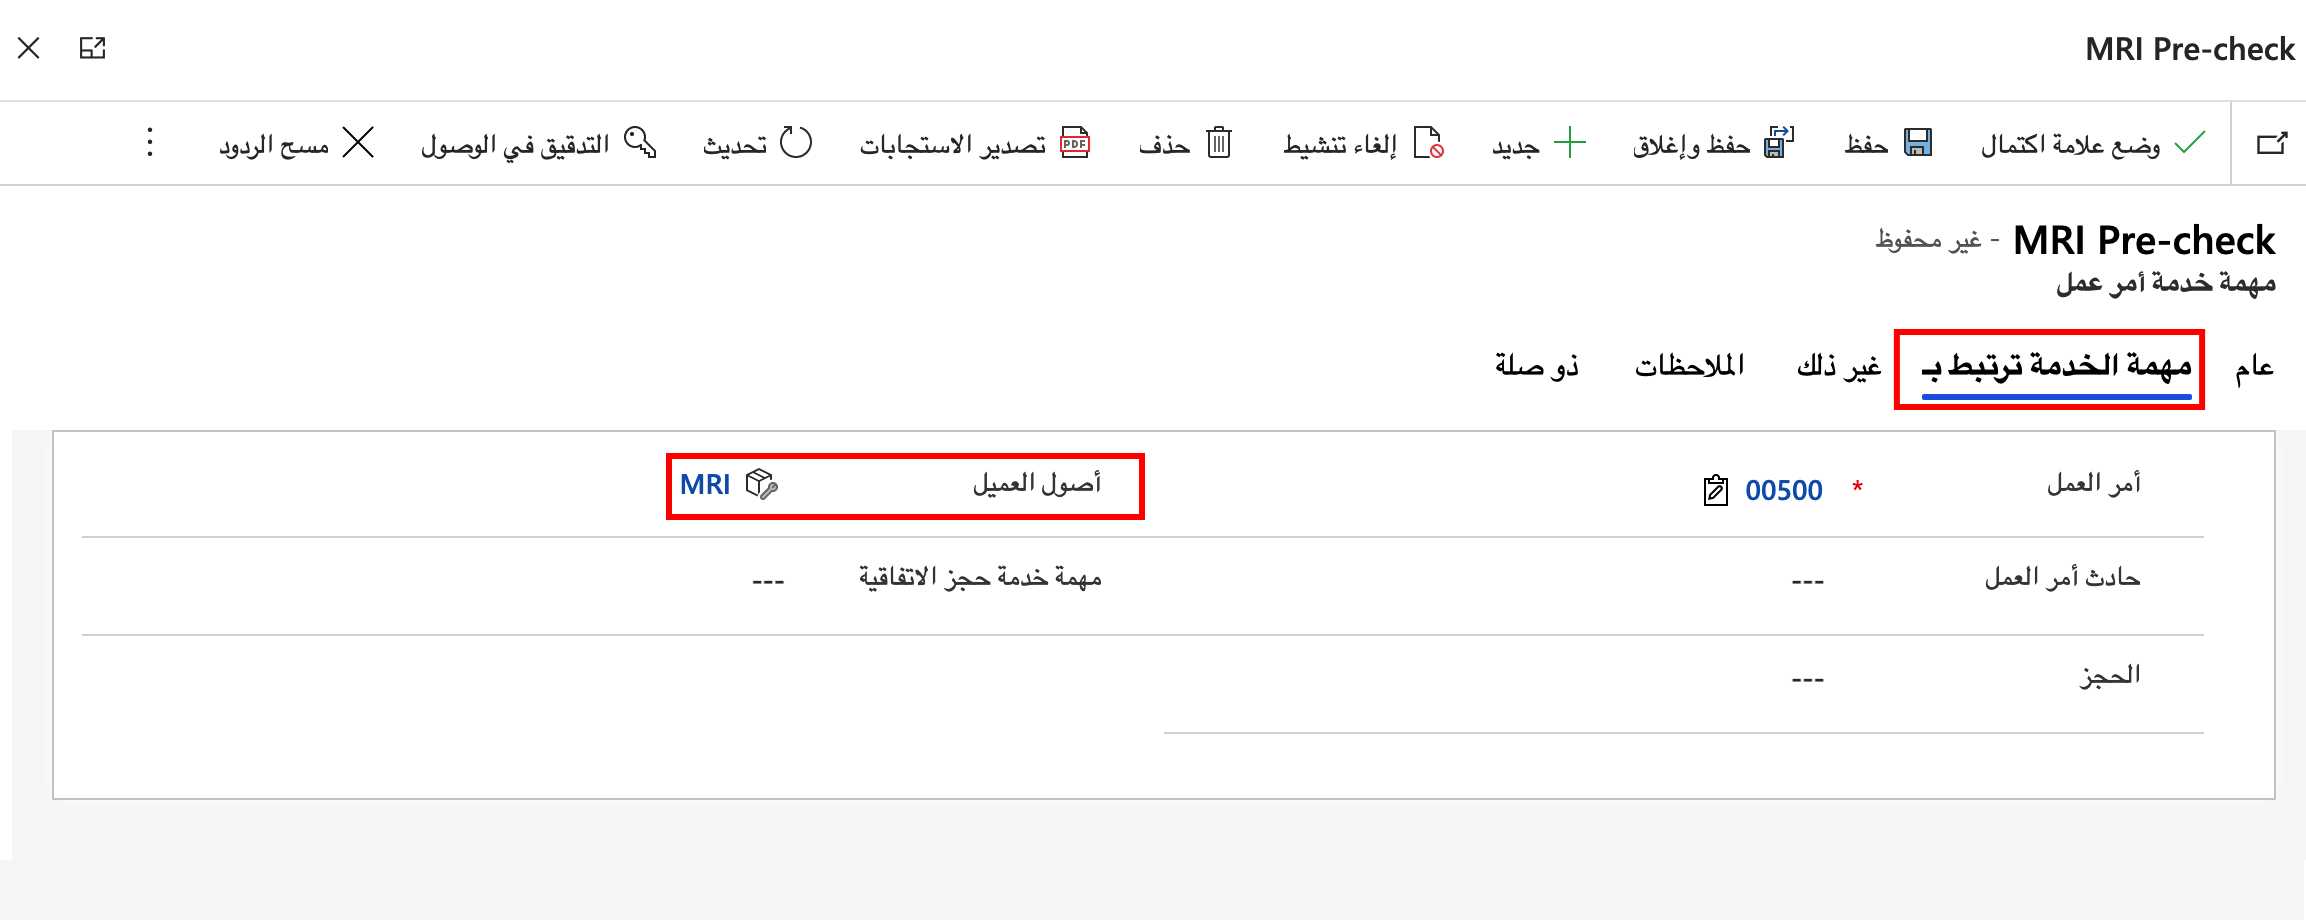 MRI Pre-check
وضع علامة اكتمال حفظ حفظ وإغلاق جديد إلغاء تنشيط حذف تصدير الاستجابات تحديث التدقيق في الوصول مسح الردود
MRI Pre-check - غير محفوظ
مهمة خدمة أمر عمل
عام مهمة الخدمة ترتبط بـ غير ذلك الملاحظات ذو صلة
أمر العمل * 00500 أصول العميل MRI
حادث أمر العمل --- مهمة خدمة حجز الاتفاقية ---
الحجز ---